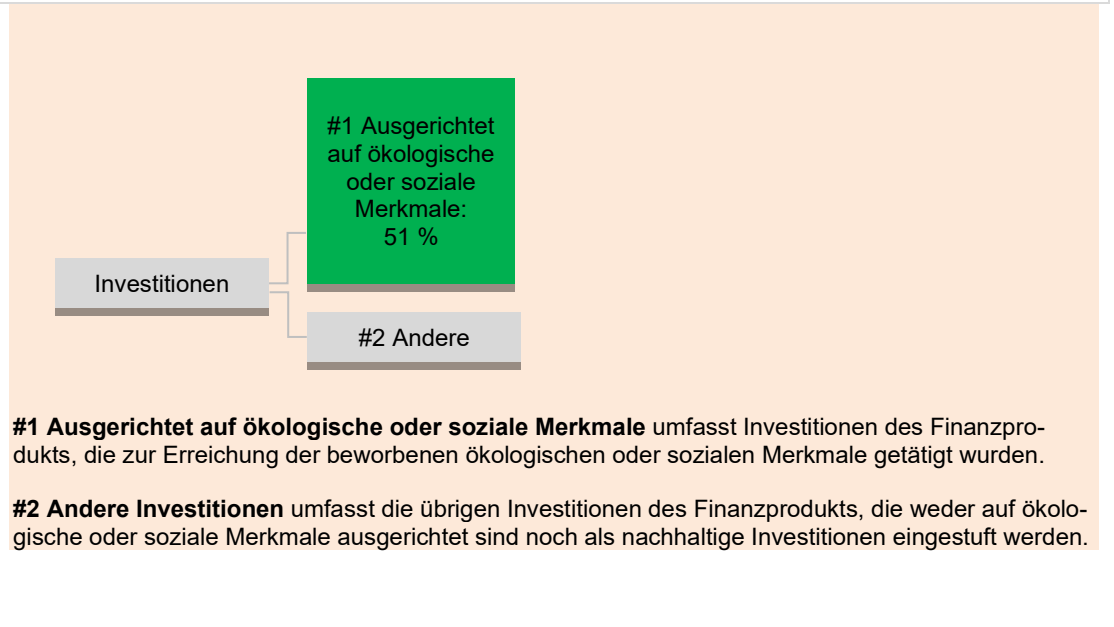 #1 Ausgerichtet
auf ökologische
oder soziale
Merkmale:
51 %
Investitionen
#2 Andere
#1 Ausgerichtet auf ökologische oder soziale Merkmale umfasst Investitionen des Finanzpro-
dukts, die zur Erreichung der beworbenen ökologischen oder sozialen Merkmale getätigt wurden.
#2 Andere Investitionen umfasst die übrigen Investitionen des Finanzprodukts, die weder auf ökolo-
gische oder soziale Merkmale ausgerichtet sind noch als nachhaltige Investitionen eingestuft werden.